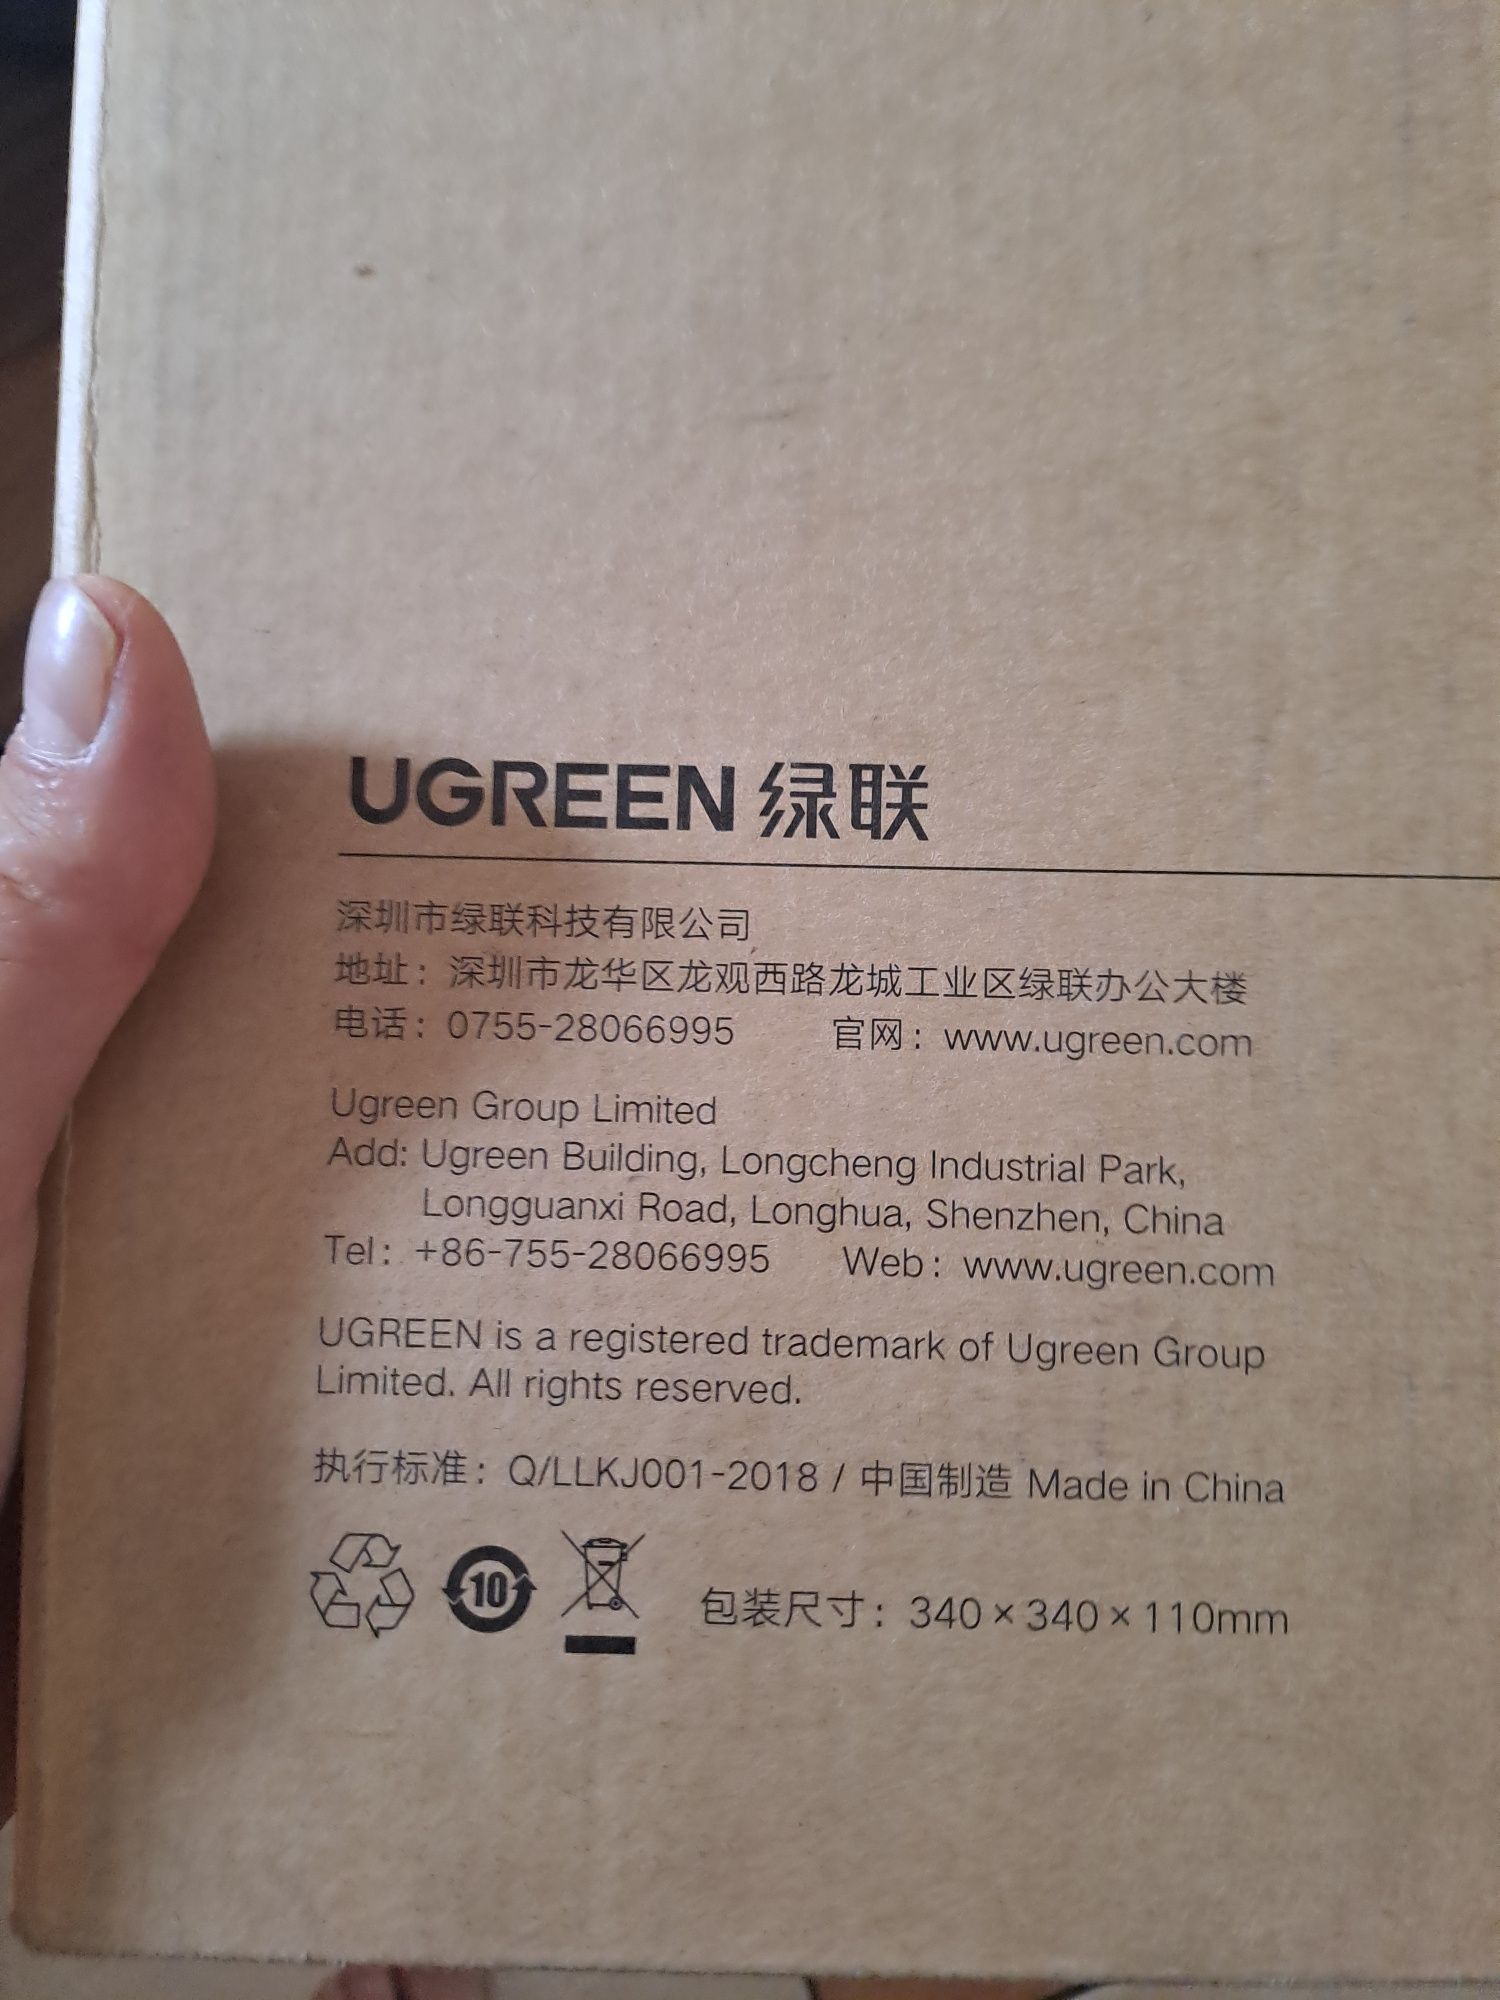 UGREEN 绿联
深圳市绿联科技有限公司
地址：深圳市龙华区龙观西路龙城工业区绿联办公大楼
电话：0755-28066995 官网：www.ugreen.com
Ugreen Group Limited
Add: Ugreen Building, Longcheng Industrial Park,
Longguanxi Road, Longhua, Shenzhen, China
Tel: +86-755-28066995 Web: www.ugreen.com
UGREEN is a registered trademark of Ugreen Group
Limited. All rights reserved.
执行标准：Q/LLKJ001-2018 / 中国制造 Made in China
10
包装尺寸：340×340×110mm